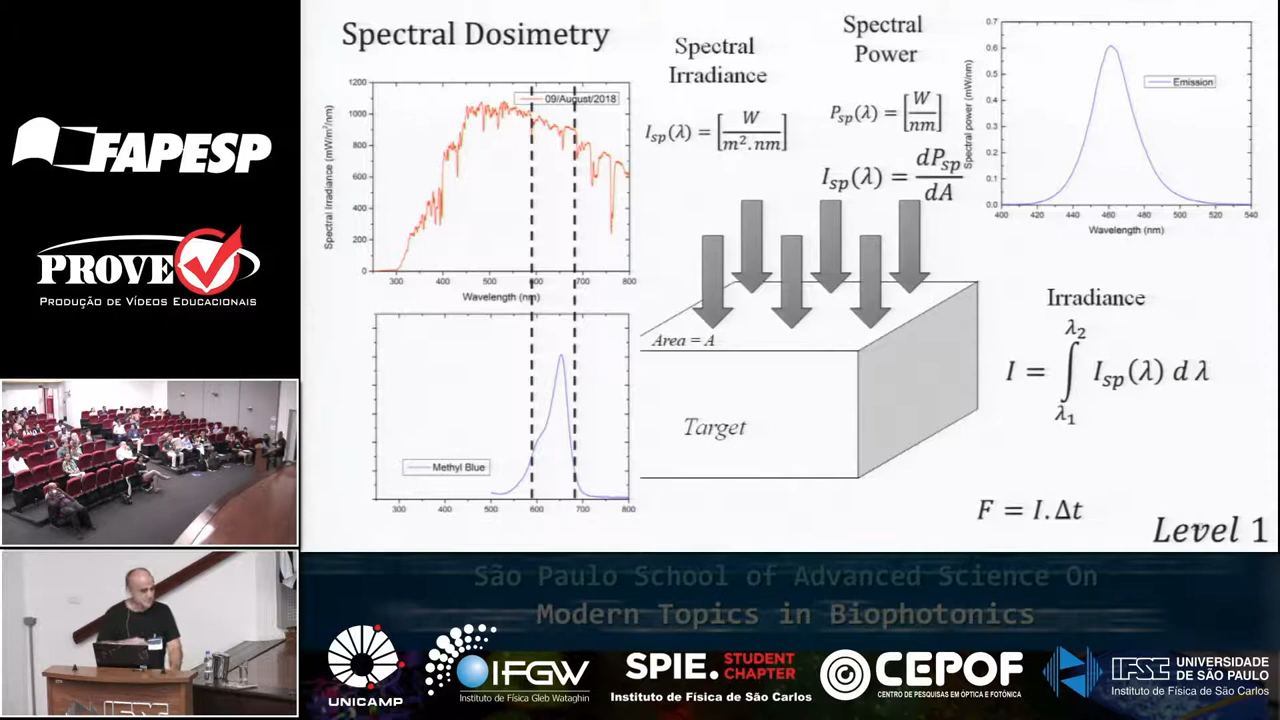 FAPESP
PROVE
PRODUÇÃO DE VÍDEOS EDUCACIONAIS
Spectral Dosimetry
1200
1000
800
600
400
200
0
Spectral Irradiance (mW/m²/nm)
09/August/2018
300 400 500 600 700 800
Wavelength (nm)
Methyl Blue
300 400 500 600 700 800
Spectral
Irradiance
I_sp(λ) = [W / m².nm]
Spectral
Power
P_sp(λ) = [W / nm]
I_sp(λ) = dP_sp / dA
0.7
0.6
0.5
0.4
0.3
0.2
0.1
0.0
Spectral power (mW/nm)
Emission
400 420 440 460 480 500 520 540
Wavelength (nm)
Area = A
Target
Irradiance
I = ∫_λ₁^λ₂ I_sp(λ) d λ
F = I.Δt
Level 1
São Paulo School of Advanced Science On
Modern Topics in Biophotonics
UNICAMP
IFGW
Instituto de Física Gleb Wataghin
SPIE. STUDENT CHAPTER
Instituto de Física de São Carlos
CEPOF
CENTRO DE PESQUISAS EM ÓPTICA E FOTÔNICA
IFSC UNIVERSIDADE DE SÃO PAULO
Instituto de Física de São Carlos
IFSC